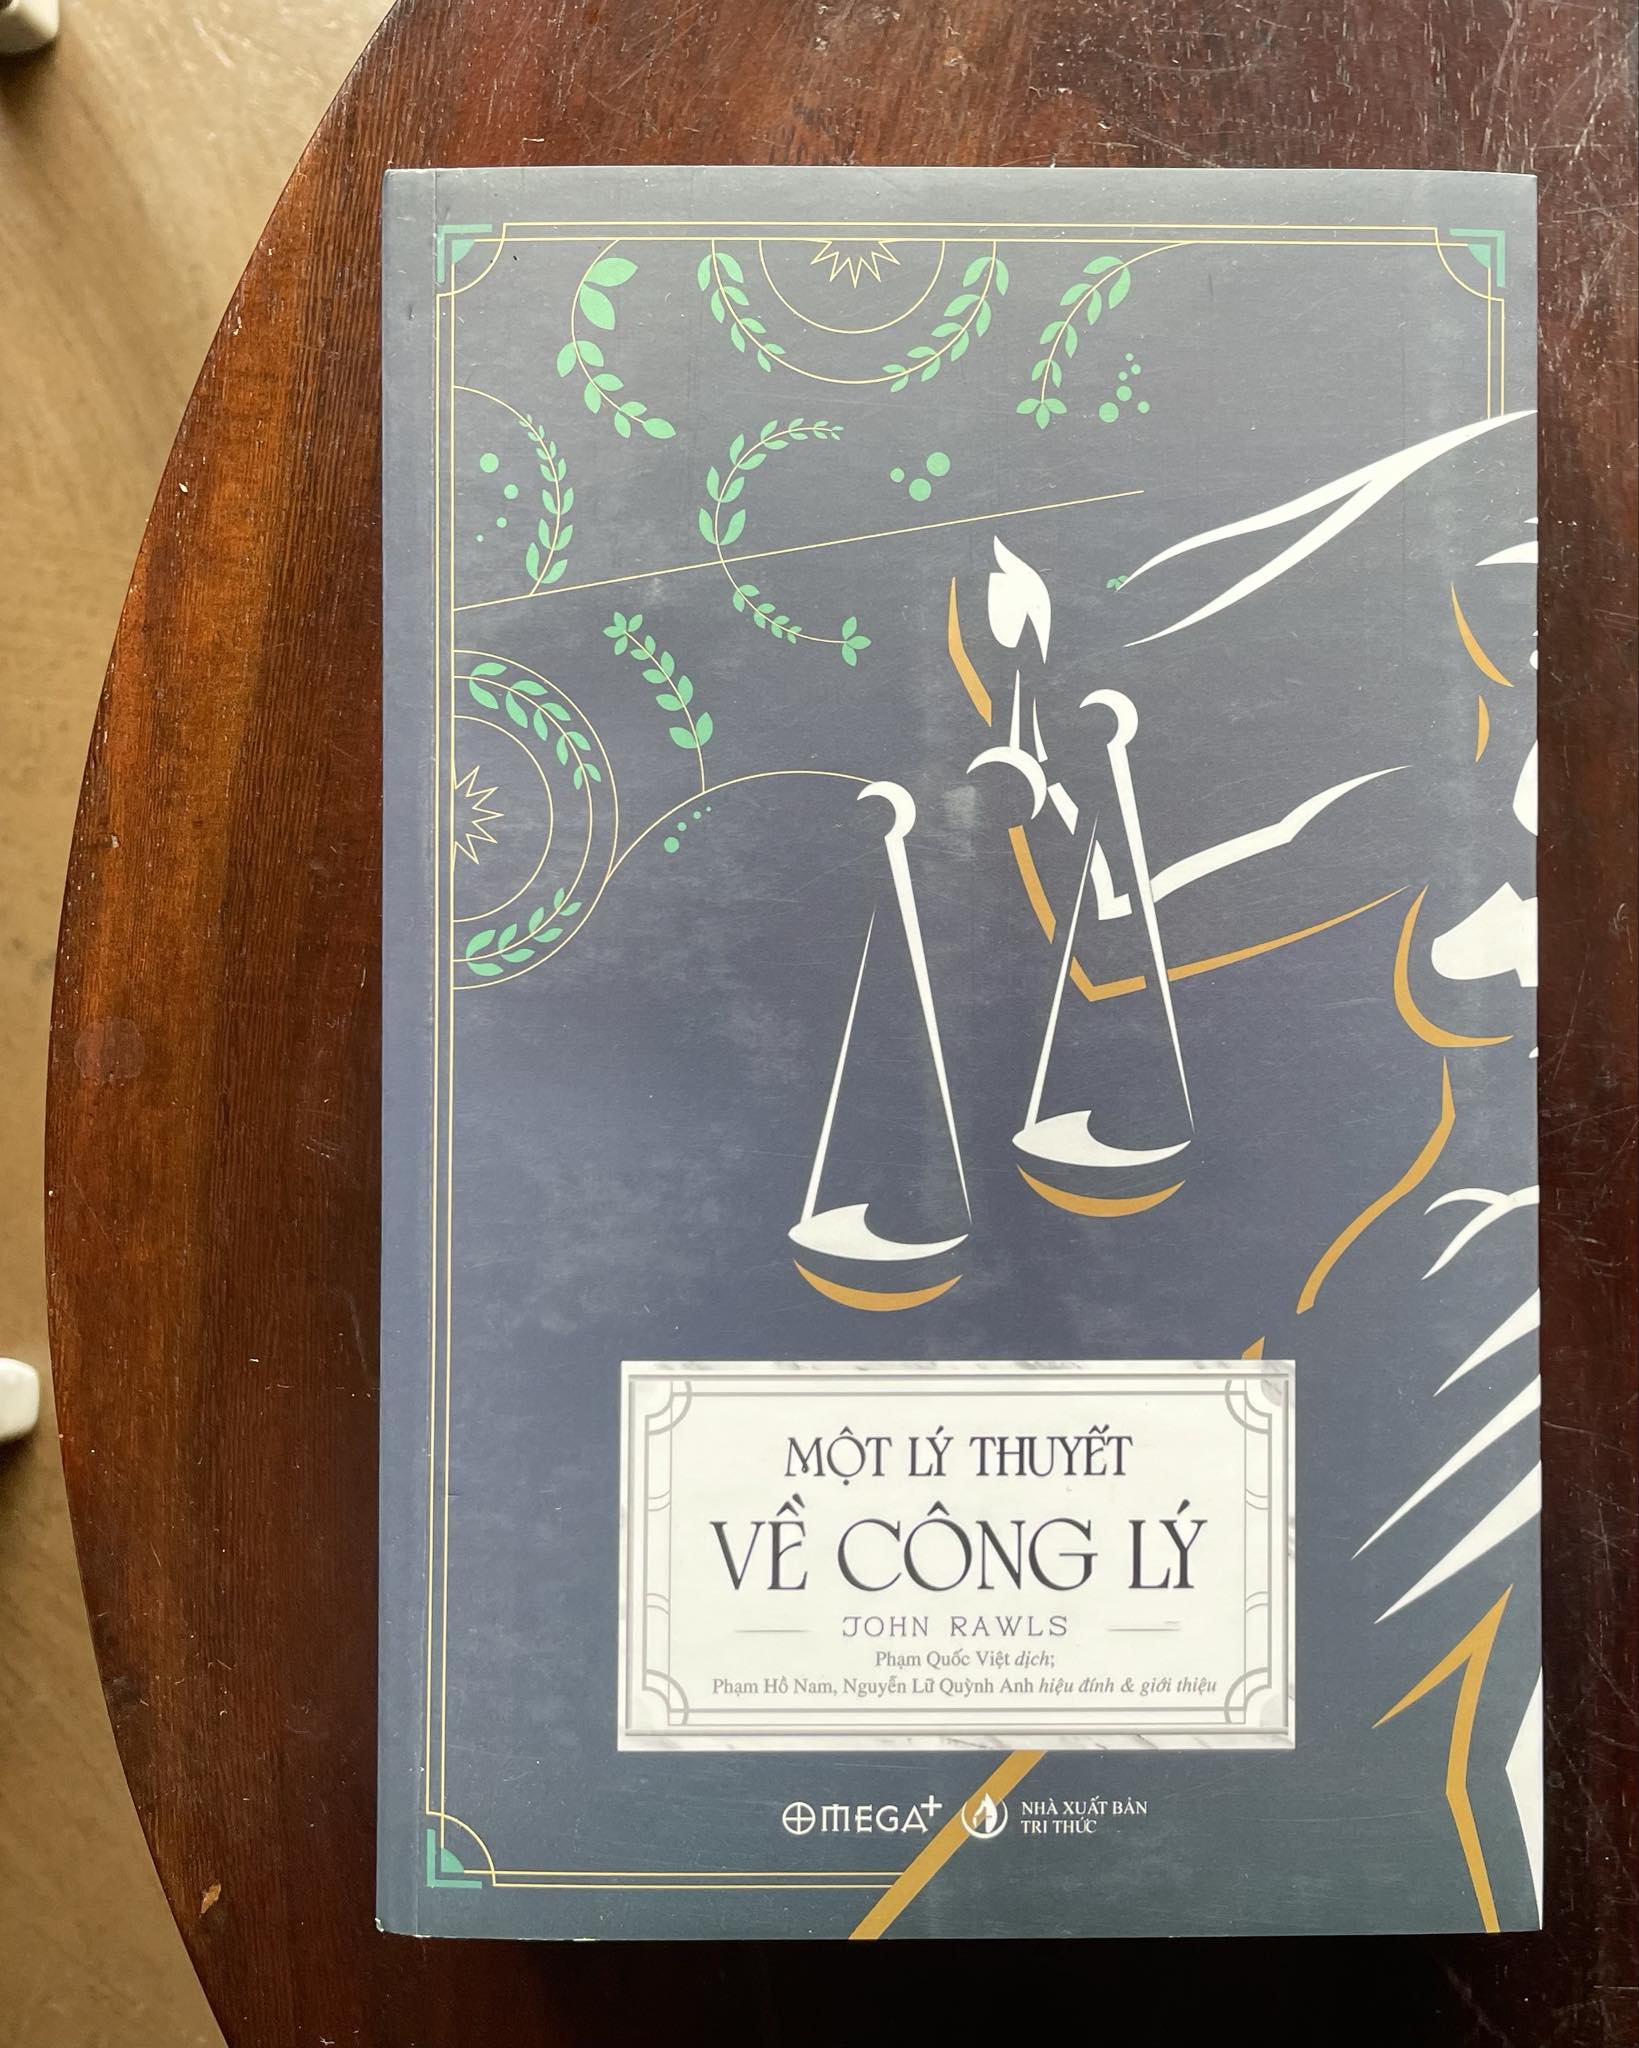 MỘT LÝ THUYẾT
VỀ CÔNG LÝ
JOHN RAWLS
Phạm Quốc Việt dịch;
Phạm Hồ Nam, Nguyễn Lữ Quỳnh Anh hiệu đính & giới thiệu
OMEGA+
NHÀ XUẤT BẢN
TRI THỨC